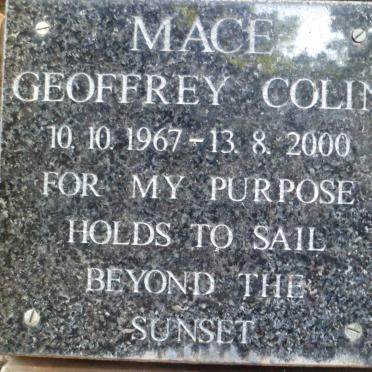 MACE
GEOFFREY COLIN
10. 10. 1967 - 13. 8. 2000
FOR MY PURPOSE
HOLDS TO SAIL
BEYOND THE
SUNSET